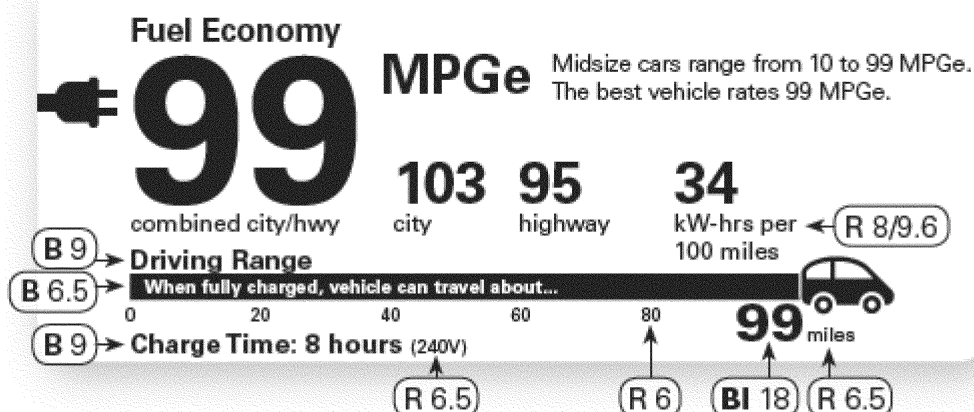 Fuel Economy
99
MPGe
Midsize cars range from 10 to 99 MPGe.
The best vehicle rates 99 MPGe.
combined city/hwy
103
city
95
highway
34
kW-hrs per
100 miles
R 8/9.6
B 9
Driving Range
B 6.5
When fully charged, vehicle can travel about...
0 20 40 60 80
99 miles
B 9
Charge Time: 8 hours (240V)
R 6.5
R 6
Bl 18
R 6.5